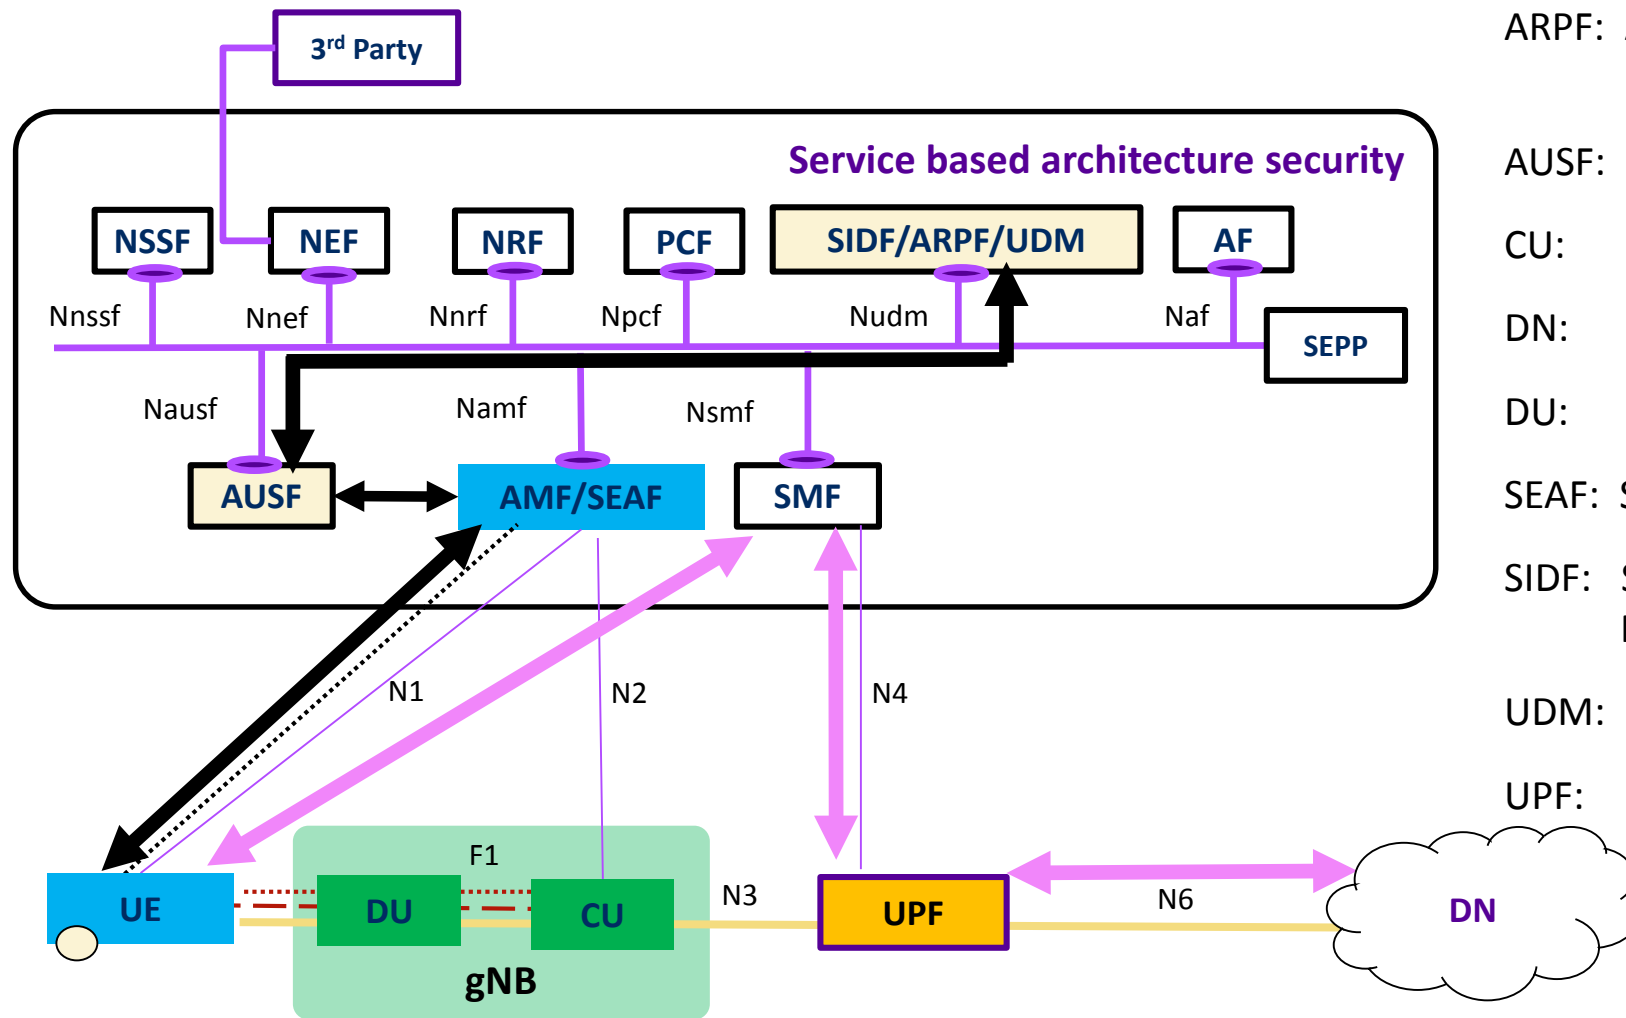 3rd Party
Service based architecture security
NSSF
NEF
NRF
PCF
SIDF/ARPF/UDM
AF
Nnssf
Nnef
Nnrf
Npcf
Nudm
Naf
SEPP
Nausf
Namf
Nsmf
AUSF
AMF/SEAF
SMF
N1
N2
N4
F1
UE
DU
CU
gNB
N3
UPF
N6
DN
ARPF:
AUSF:
CU:
DN:
DU:
SEAF:
SIDF:
UDM:
UPF: